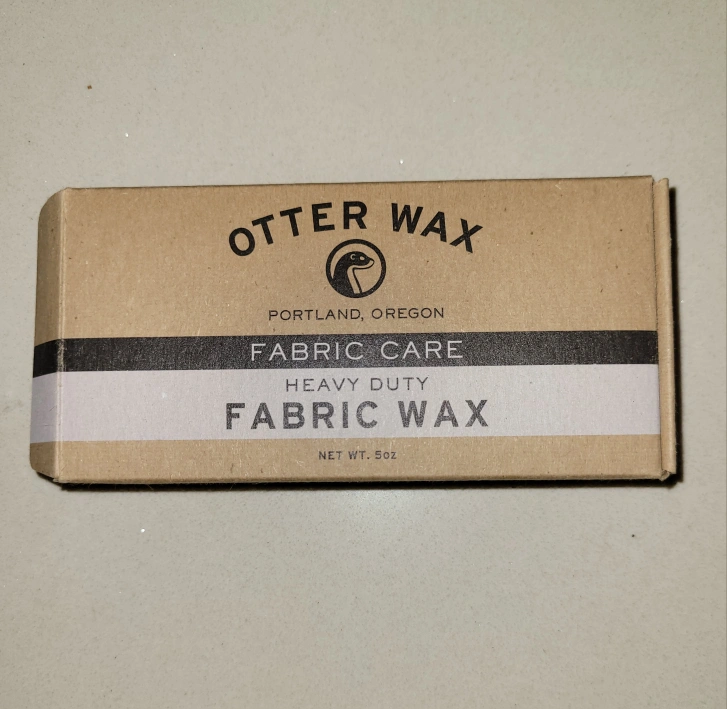 OTTER WAX
PORTLAND, OREGON
FABRIC CARE
HEAVY DUTY
FABRIC WAX
NET WT. 5oz